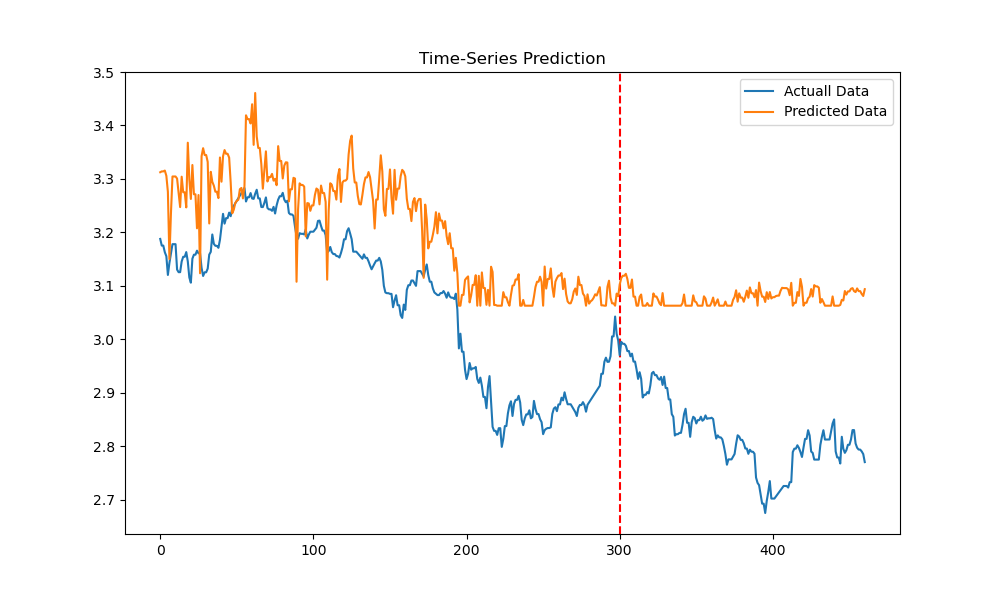 Time-Series Prediction
3.5
3.4
3.3
3.2
3.1
3.0
2.9
2.8
2.7
Actuall Data
Predicted Data
0 100 200 300 400